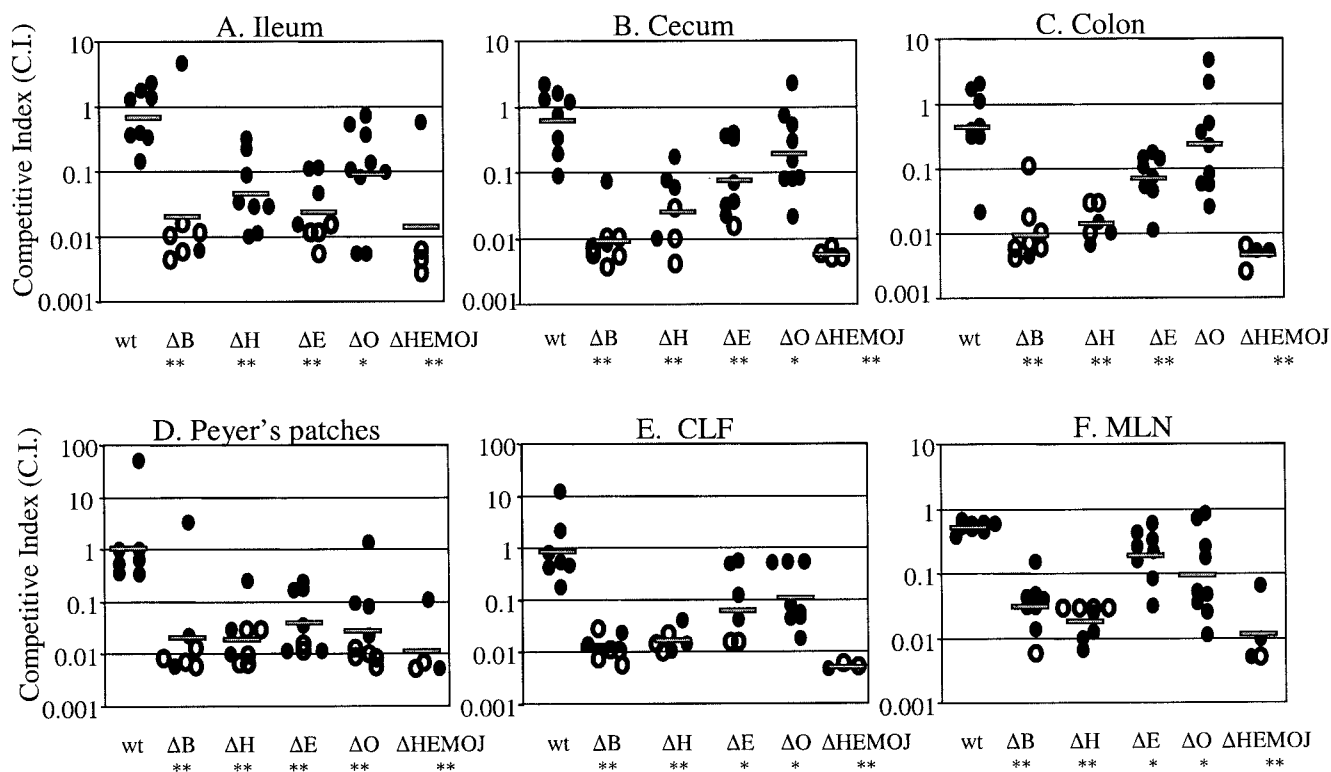 A. Ileum
B. Cecum
C. Colon
Competitive Index (C.I.)
10
1
0.1
0.01
0.001
10
1
0.1
0.01
0.001
10
1
0.1
0.01
0.001
wt ΔB ΔH ΔE ΔO ΔHEMOJ
** ** ** * **
wt ΔB ΔH ΔE ΔO ΔHEMOJ
** ** ** * **
wt ΔB ΔH ΔE ΔO ΔHEMOJ
** ** ** **
D. Peyer's patches
E. CLF
F. MLN
Competitive Index (C.I.)
100
10
1
0.1
0.01
0.001
100
10
1
0.1
0.01
0.001
10
1
0.1
0.01
0.001
wt ΔB ΔH ΔE ΔO ΔHEMOJ
** ** ** ** **
wt ΔB ΔH ΔE ΔO ΔHEMOJ
** ** * * **
wt ΔB ΔH ΔE ΔO ΔHEMOJ
** ** * * **